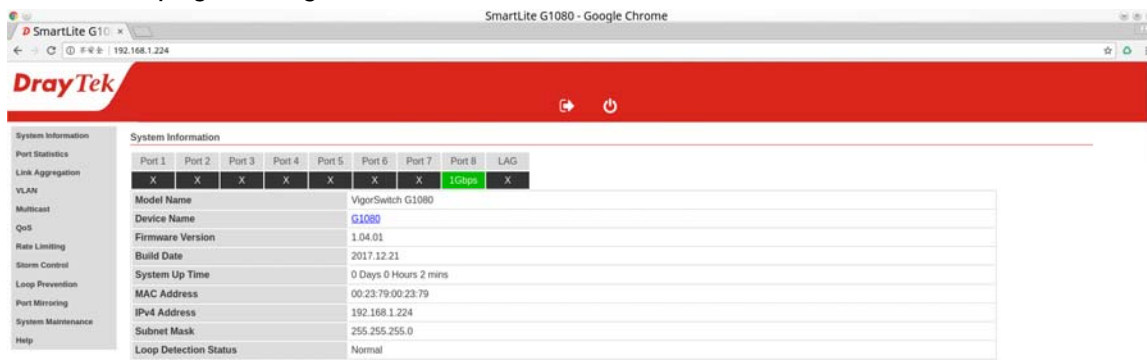 SmartLite G1080 - Google Chrome
D SmartLite G10 ×
不安全 | 192.168.1.224
DrayTek
System Information
Port Statistics
Link Aggregation
VLAN
Multicast
QoS
Rate Limiting
Storm Control
Loop Prevention
Port Mirroring
System Maintenance
Help
System Information
Port 1 Port 2 Port 3 Port 4 Port 5 Port 6 Port 7 Port 8 LAG
X X X X X X X 1Gbps X
Model Name VigorSwitch G1080
Device Name G1080
Firmware Version 1.04.01
Build Date 2017.12.21
System Up Time 0 Days 0 Hours 2 mins
MAC Address 00:23:79:00:23:79
IPv4 Address 192.168.1.224
Subnet Mask 255.255.255.0
Loop Detection Status Normal